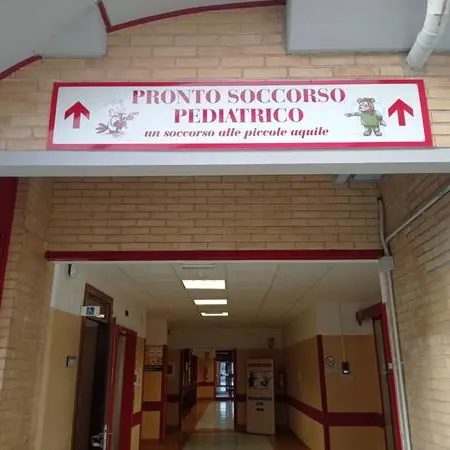 PRONTO SOCCORSO
PEDIATRICO
un soccorso alle piccole aquile